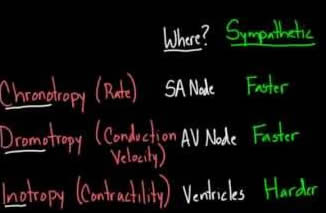 Where? Sympathetic
Chronotropy (Rate) SA Node Faster
Dromotropy (Conduction AV Node Faster
Velocity)
Inotropy (Contractility) Ventricles Harder